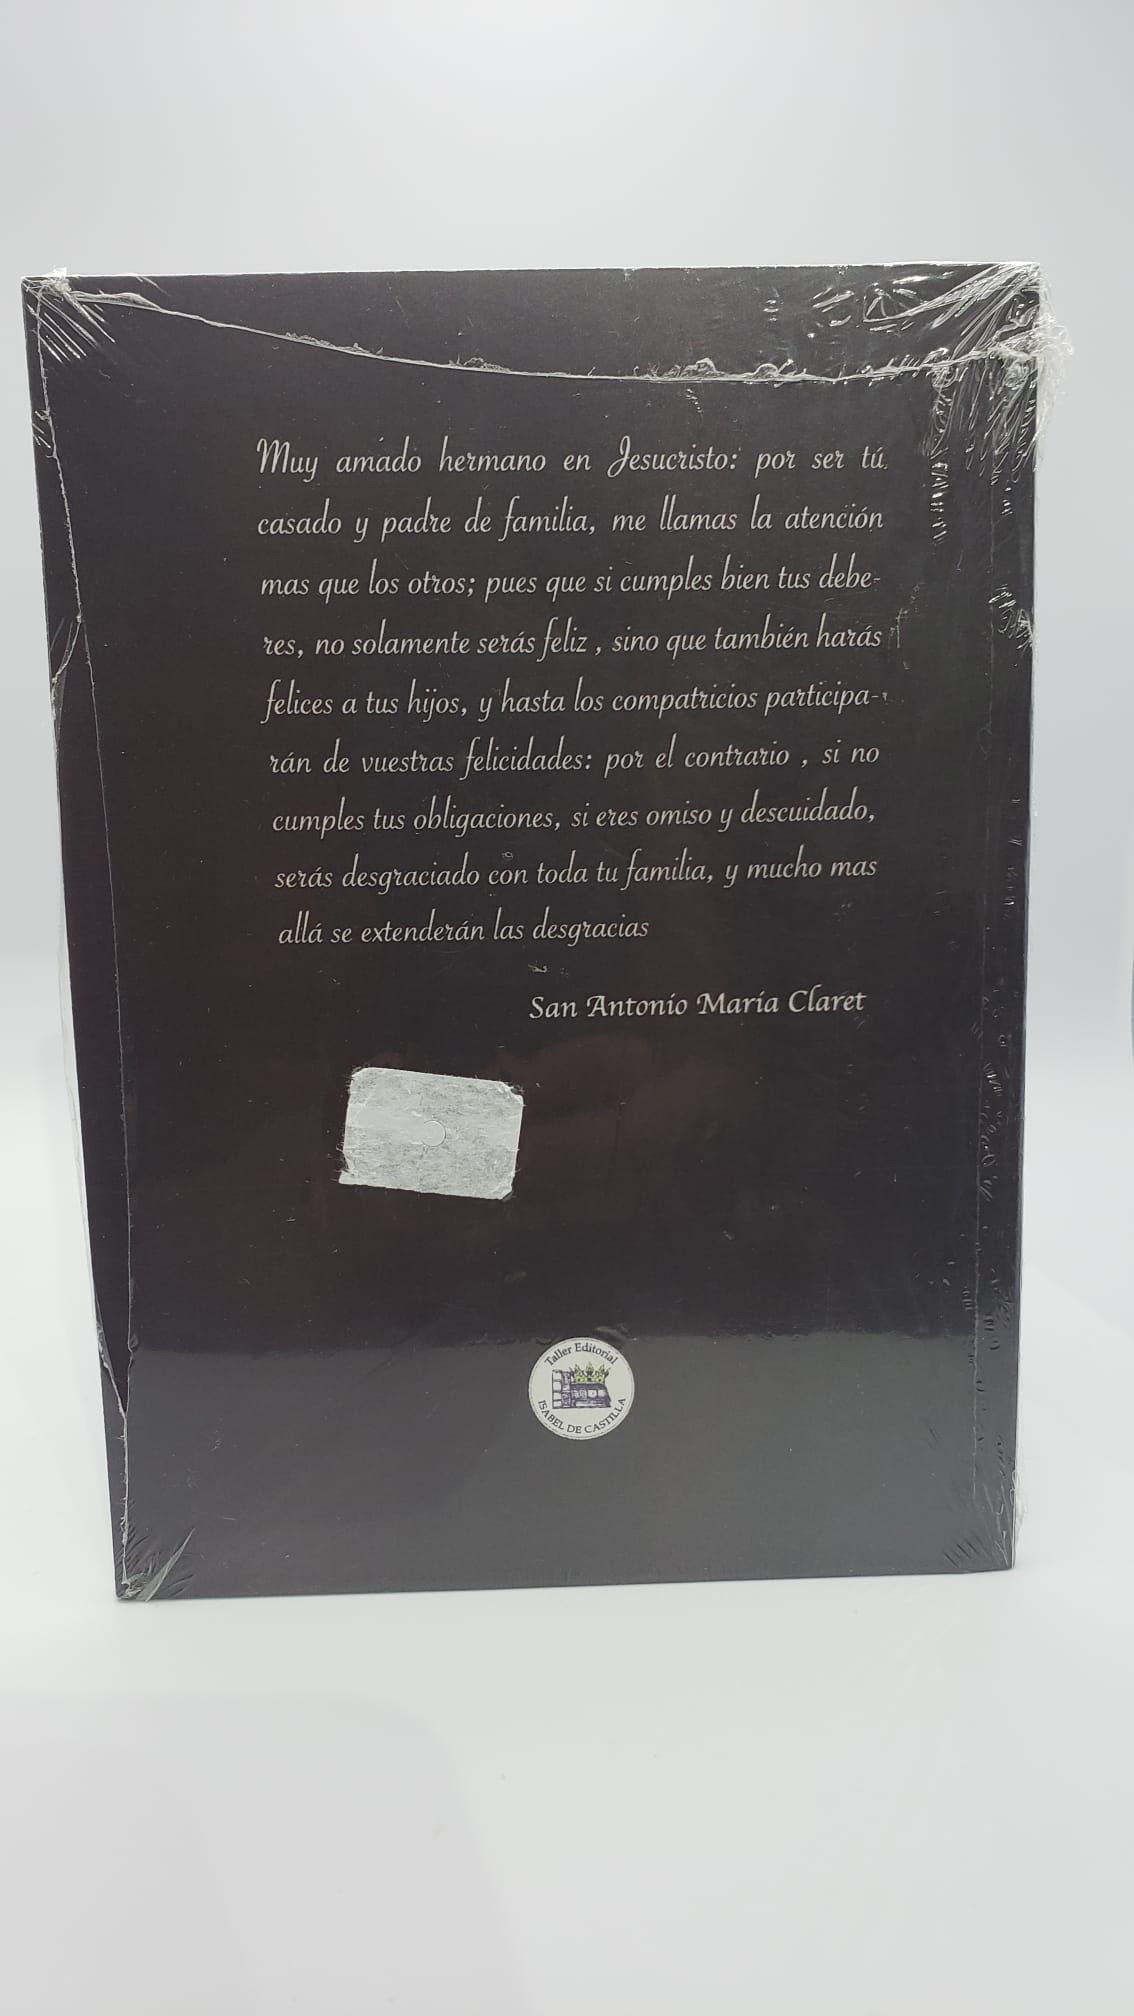 Muy amado hermano en Jesucristo: por ser tú
casado y padre de familia, me llamas la atención
mas que los otros; pues que si cumples bien tus debe-
res, no solamente serás feliz , sino que también harás
felices a tus hijos, y hasta los compatricios participa-
rán de vuestras felicidades: por el contrario , si no
cumples tus obligaciones, si eres omiso y descuidado,
serás desgraciado con toda tu familia, y mucho mas
allá se extenderán las desgracias
San Antonio María Claret
Taller Editorial
ISABEL DE CASTILLA